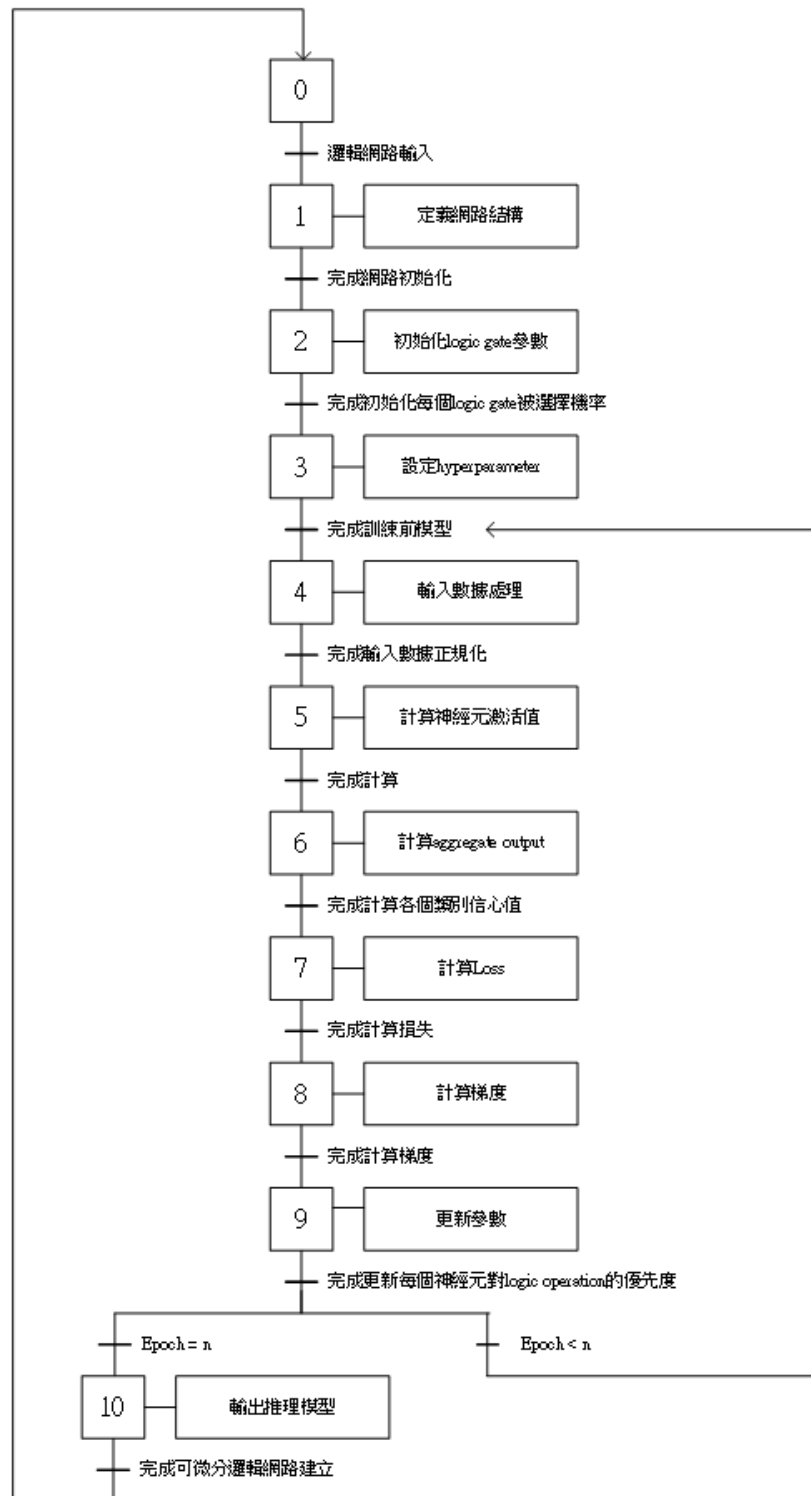 0
邏輯網路輸入
1
定義網路結構
完成網路初始化
2
初始化logic gate參數
完成初始化每個logic gate被選擇機率
3
設定hyperparameter
完成訓練前模型
4
輸入數據處理
完成輸入數據正規化
5
計算神經元激活值
完成計算
6
計算aggregate output
完成計算各個類別信心值
7
計算Loss
完成計算損失
8
計算梯度
完成計算梯度
9
更新參數
完成更新每個神經元對logic operation的優先度
Epoch = n
Epoch < n
10
輸出推理模型
完成可微分邏輯網路建立